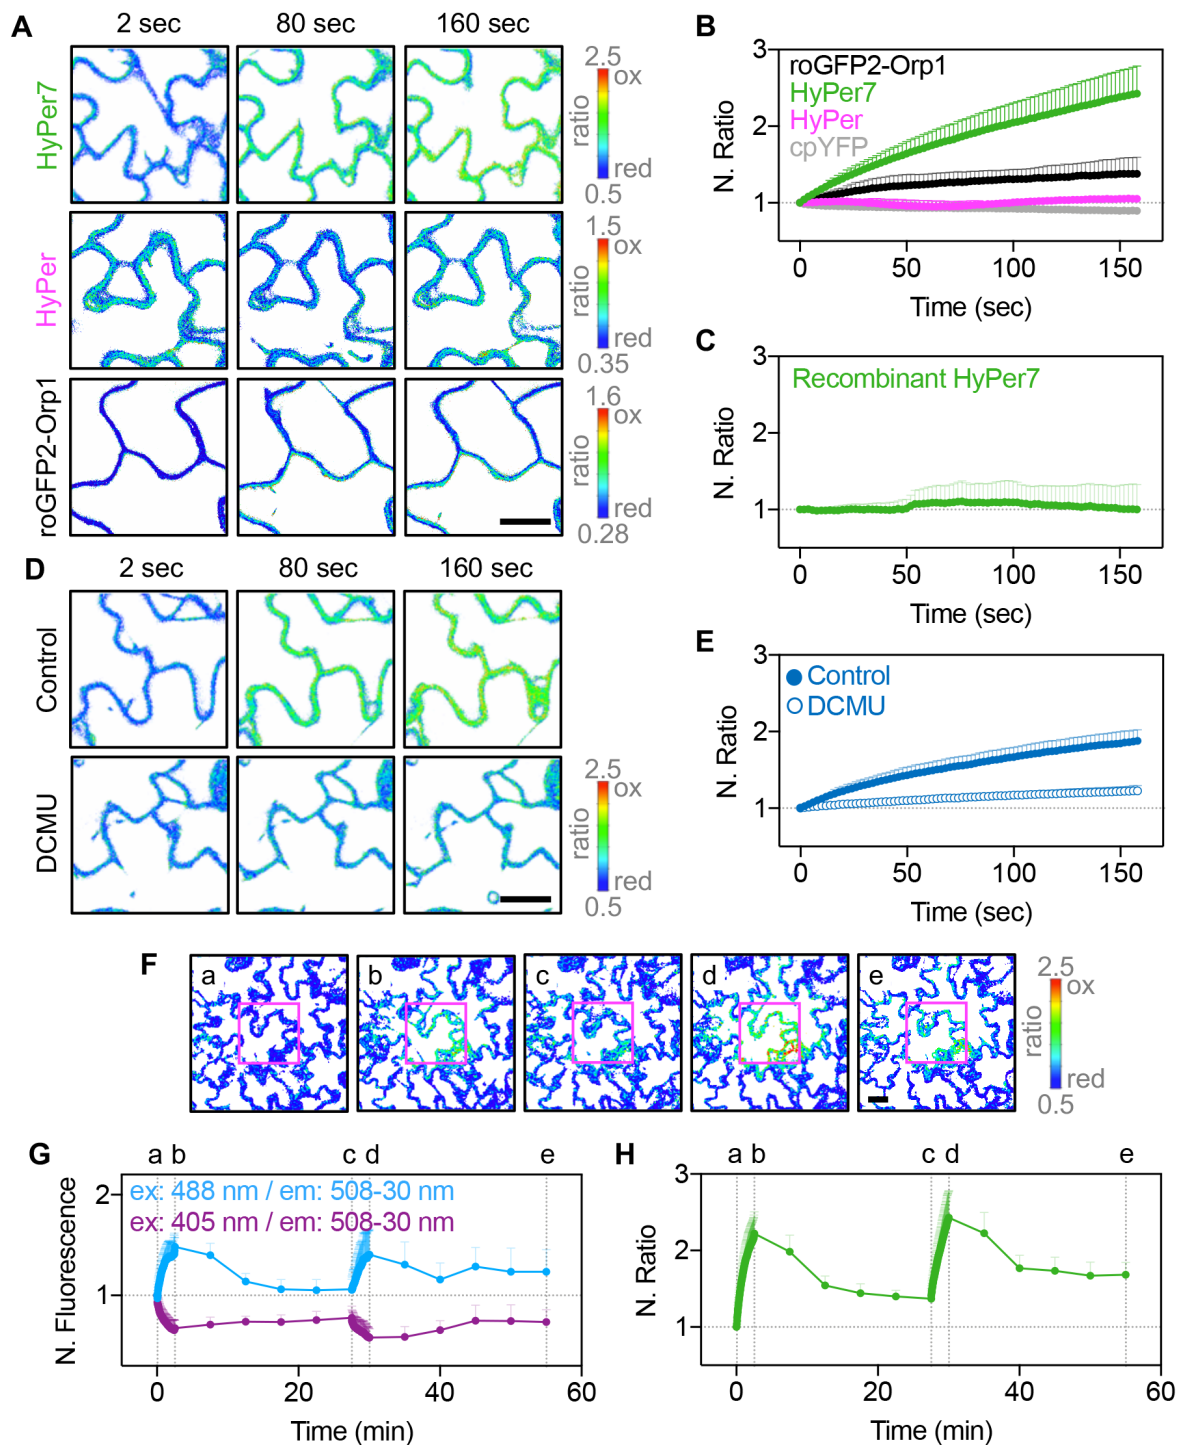 A
2 sec
80 sec
160 sec
HyPer7
2.5
ox
ratio
red
0.5
HyPer
1.5
ox
ratio
red
0.35
roGFP2-Orp1
1.6
ox
ratio
red
0.28
B
3
2
1
N. Ratio
roGFP2-Orp1
HyPer7
HyPer
cpYFP
0
50
100
150
Time (sec)
C
3
2
1
N. Ratio
Recombinant HyPer7
0
50
100
150
Time (sec)
D
2 sec
80 sec
160 sec
Control
DCMU
2.5
ox
ratio
red
0.5
E
3
2
1
N. Ratio
Control
DCMU
0
50
100
150
Time (sec)
F
a
b
c
d
e
2.5
ox
ratio
red
0.5
G
a b
c d
e
2
1
N. Fluorescence
ex: 488 nm / em: 508-30 nm
ex: 405 nm / em: 508-30 nm
0
20
40
60
Time (min)
H
a b
c d
e
3
2
1
N. Ratio
0
20
40
60
Time (min)